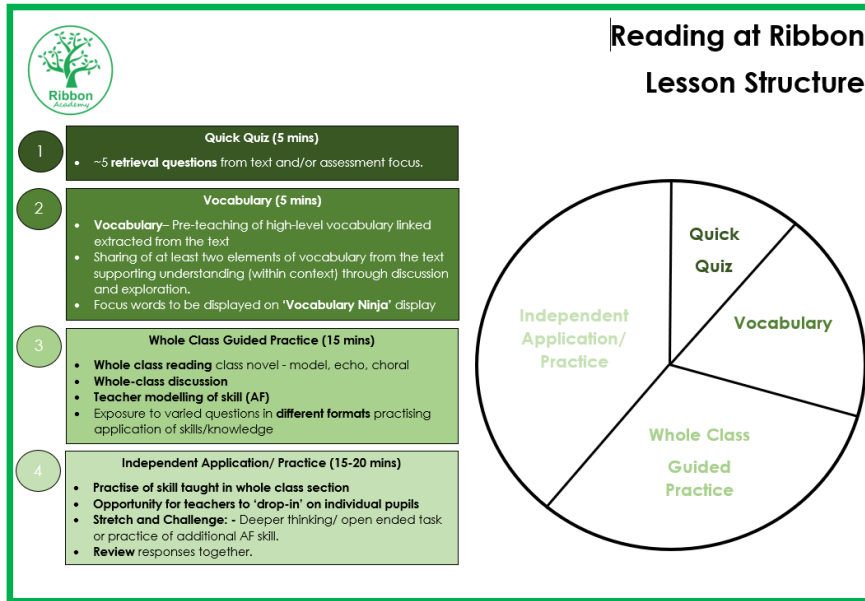 Reading at Ribbon
Lesson Structure
Ribbon
Academy
1
Quick Quiz (5 mins)
• ~5 retrieval questions from text and/or assessment focus.
2
Vocabulary (5 mins)
• Vocabulary– Pre-teaching of high-level vocabulary linked
extracted from the text
• Sharing of at least two elements of vocabulary from the text
supporting understanding (within context) through discussion
and exploration.
• Focus words to be displayed on ‘Vocabulary Ninja’ display
3
Whole Class Guided Practice (15 mins)
• Whole class reading class novel - model, echo, choral
• Whole-class discussion
• Teacher modelling of skill (AF)
• Exposure to varied questions in different formats practising
application of skills/knowledge
4
Independent Application/ Practice (15-20 mins)
• Practise of skill taught in whole class section
• Opportunity for teachers to ‘drop-in’ on individual pupils
• Stretch and Challenge: - Deeper thinking/ open ended task
or practice of additional AF skill.
• Review responses together.
Quick
Quiz
Vocabulary
Whole Class
Guided
Practice
Independent
Application/
Practice